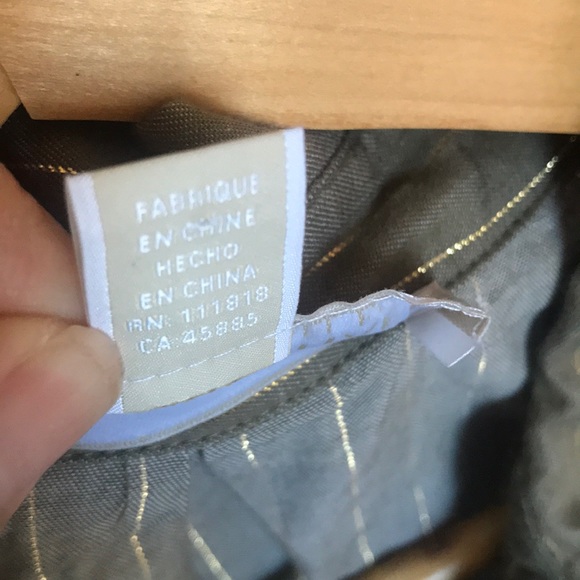 FABRIQUE
EN CHINE
HECHO
EN CHINA
RN: 111818
CA: 45885